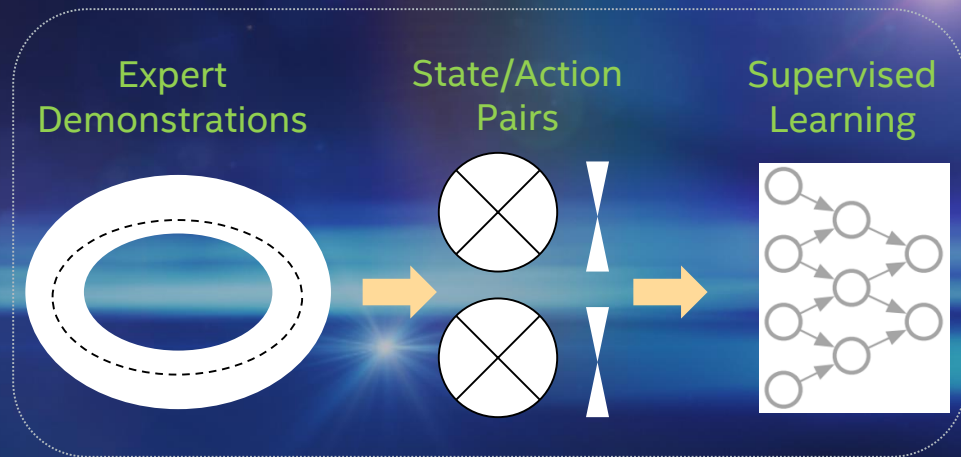 Expert
Demonstrations
State/Action
Pairs
Supervised
Learning